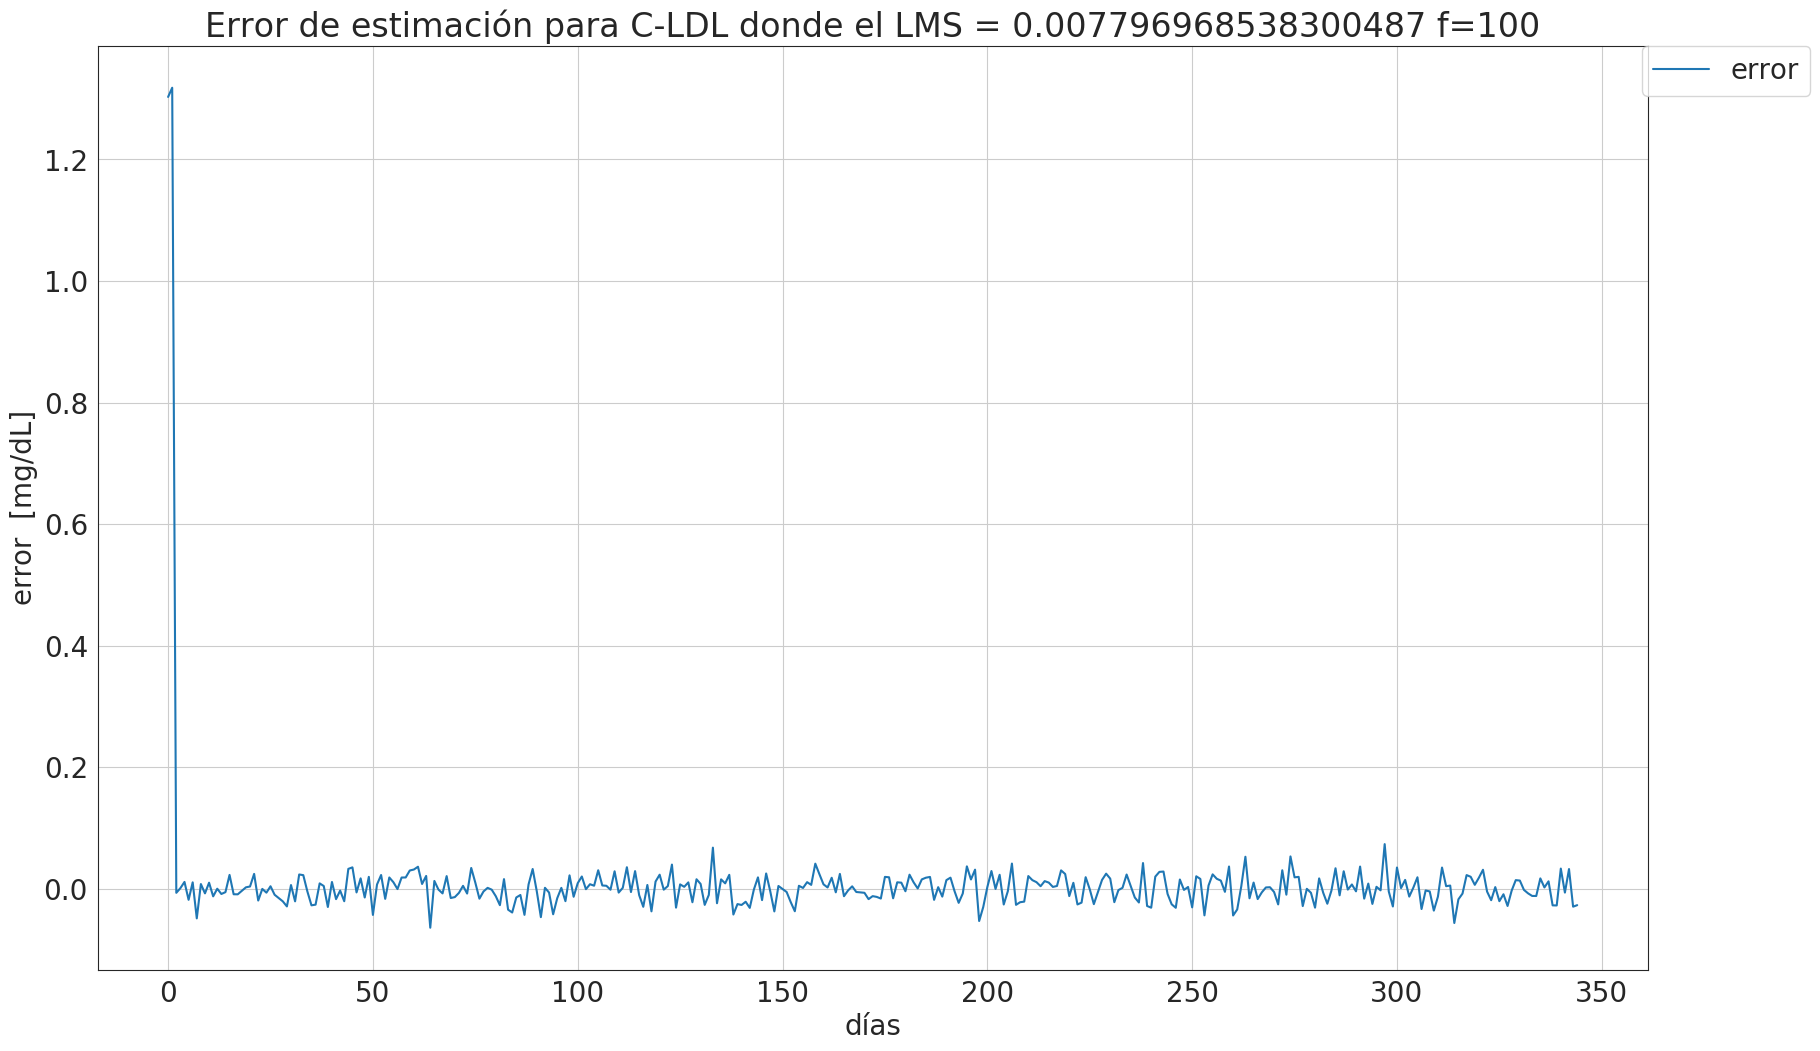 Error de estimación para C-LDL donde el LMS = 0.007796968538300487 f=100
error
1.2
1.0
0.8
0.6
0.4
0.2
0.0
error [mg/dL]
0 50 100 150 200 250 300 350
días